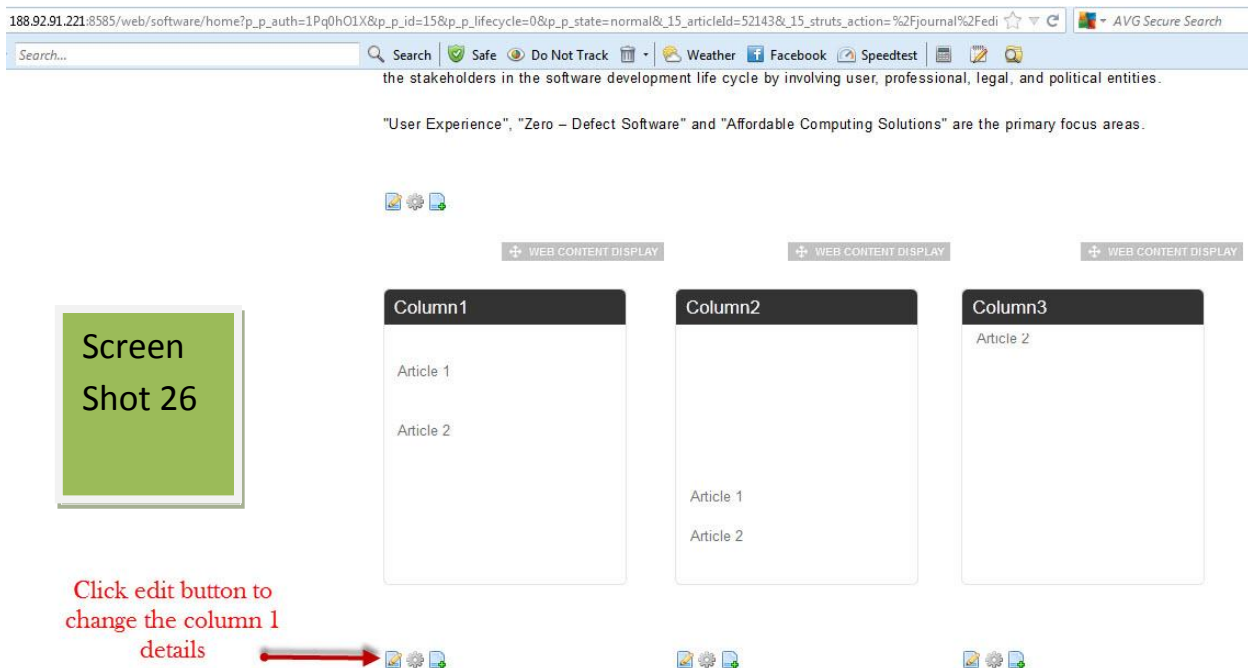 188.92.91.221:8585/web/software/home?p_p_auth=1Pq0hO1X&p_p_id=15&p_p_lifecycle=0&p_p_state=normal&_15_articleId=52143&_15_struts_action=%2Fjournal%2Fedi AVG Secure Search
Search... Search Safe Do Not Track Weather Facebook Speedtest
the stakeholders in the software development life cycle by involving user, professional, legal, and political entities.
"User Experience", "Zero – Defect Software" and "Affordable Computing Solutions" are the primary focus areas.
WEB CONTENT DISPLAY WEB CONTENT DISPLAY WEB CONTENT DISPLAY
Column1
Article 1
Article 2
Column2
Article 1
Article 2
Column3
Article 2
Screen
Shot 26
Click edit button to
change the column 1
details